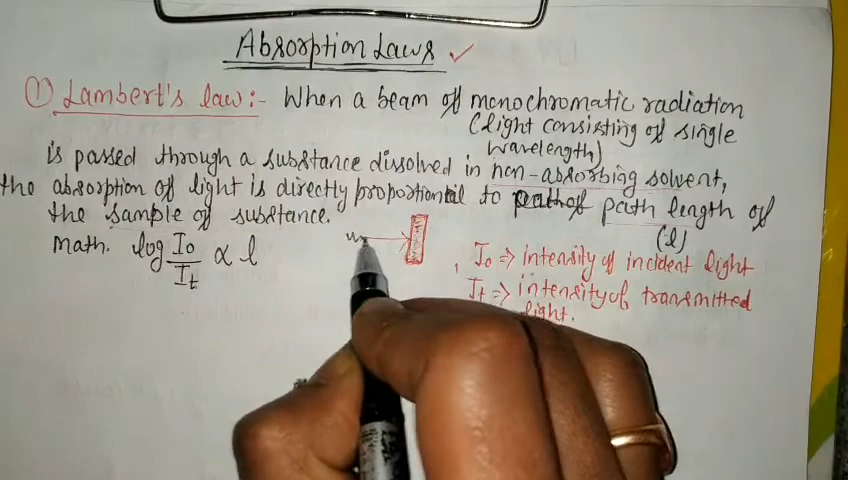 Absorption Laws ✓
① Lambert's law:- When a beam of monochromatic radiation
(light consisting of single
wavelength)
is passed through a substance dissolved in non-absorbing solvent,
the absorption of light is directly proportional to path length of
(l)
the sample of substance.
Math. log I₀/Iₜ ∝ l
I₀ => intensity of incident light
Iₜ => intensity of transmitted
light.